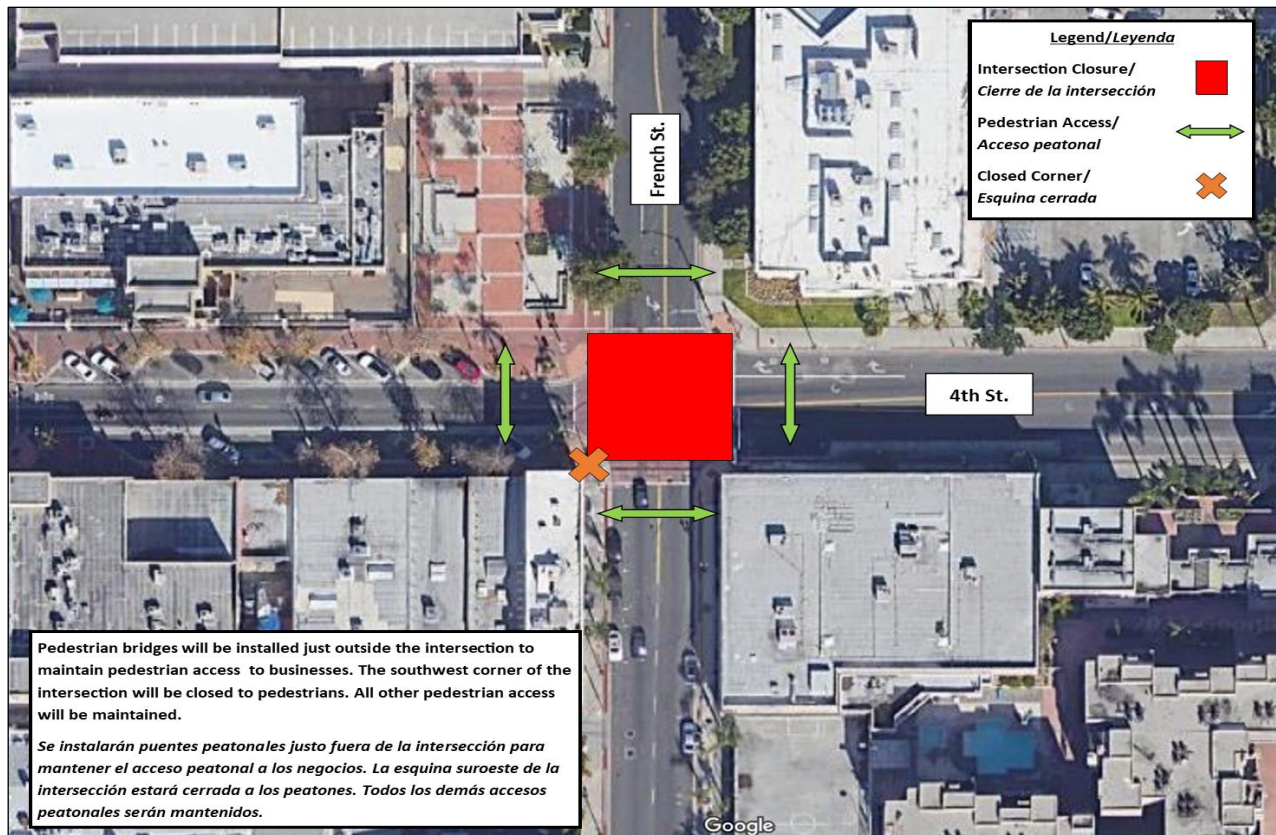 Legend/Leyenda
Intersection Closure/
Cierre de la intersección
Pedestrian Access/
Acceso peatonal
Closed Corner/
Esquina cerrada
French St.
4th St.
Pedestrian bridges will be installed just outside the intersection to
maintain pedestrian access to businesses. The southwest corner of the
intersection will be closed to pedestrians. All other pedestrian access
will be maintained.
Se instalarán puentes peatonales justo fuera de la intersección para
mantener el acceso peatonal a los negocios. La esquina suroeste de la
intersección estará cerrada a los peatones. Todos los demás accesos
peatonales serán mantenidos.
Google